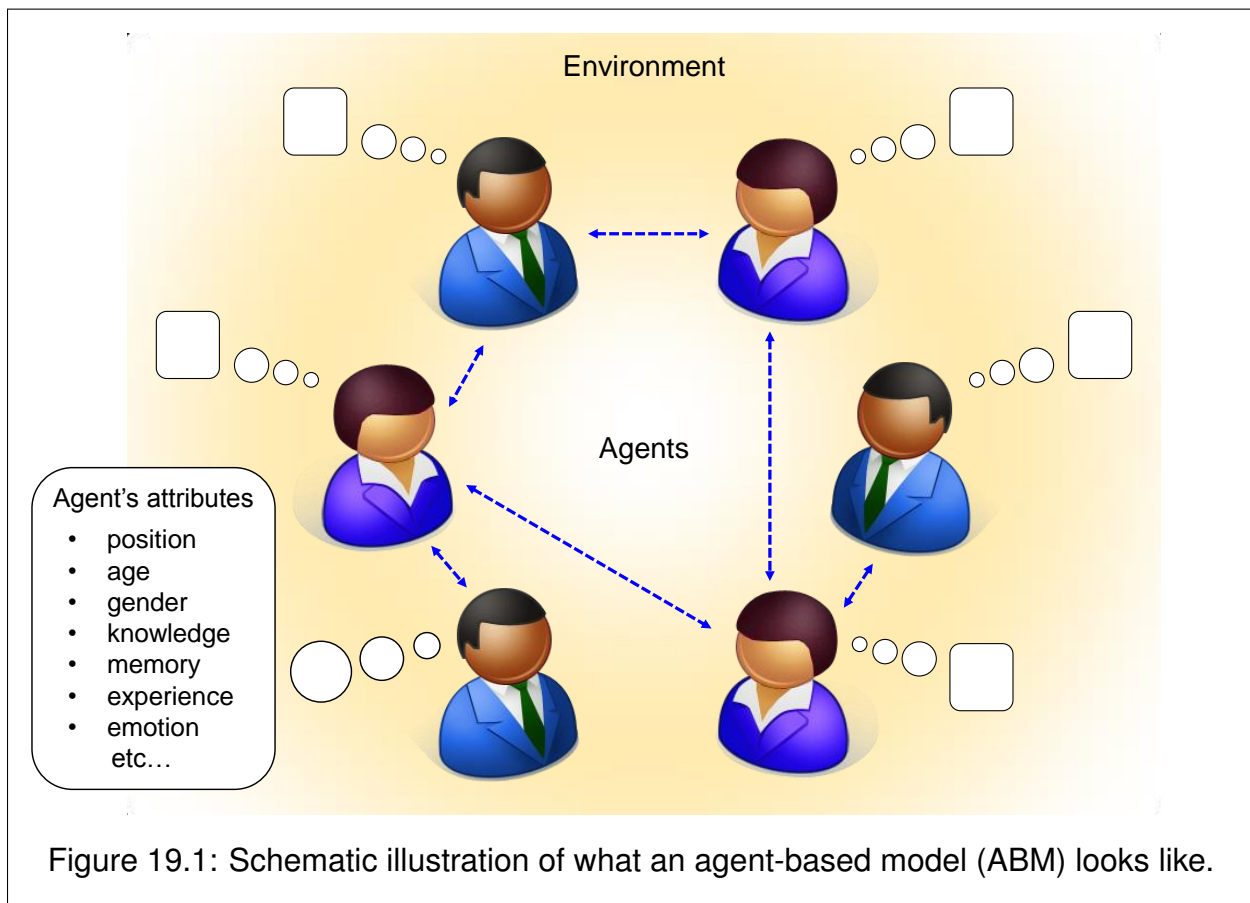 Environment
Agents
Agent's attributes
• position
• age
• gender
• knowledge
• memory
• experience
• emotion
etc…
Figure 19.1: Schematic illustration of what an agent-based model (ABM) looks like.